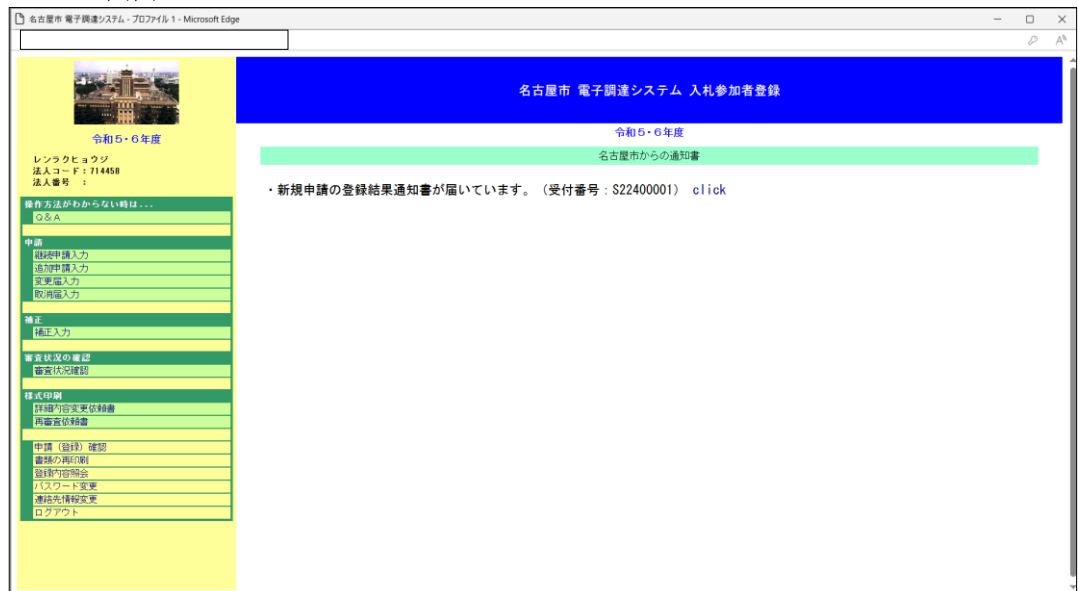 名古屋市 電子調達システム - プロファイル 1 - Microsoft Edge
名古屋市 電子調達システム 入札参加者登録
令和５・６年度
レンラクヒョウジ
法人コード：714458
法人番号 ：
操作方法がわからない時は...
Ｑ＆Ａ
申請
継続申請入力
追加申請入力
変更届入力
取消届入力
補正
補正入力
審査状況の確認
審査状況確認
様式印刷
詳細内容変更依頼書
再審査依頼書
申請（登録）確認
書類の再印刷
登録内容照会
パスワード変更
連絡先情報変更
ログアウト
令和５・６年度
名古屋市からの通知書
・新規申請の登録結果通知書が届いています。（受付番号：S22400001） click